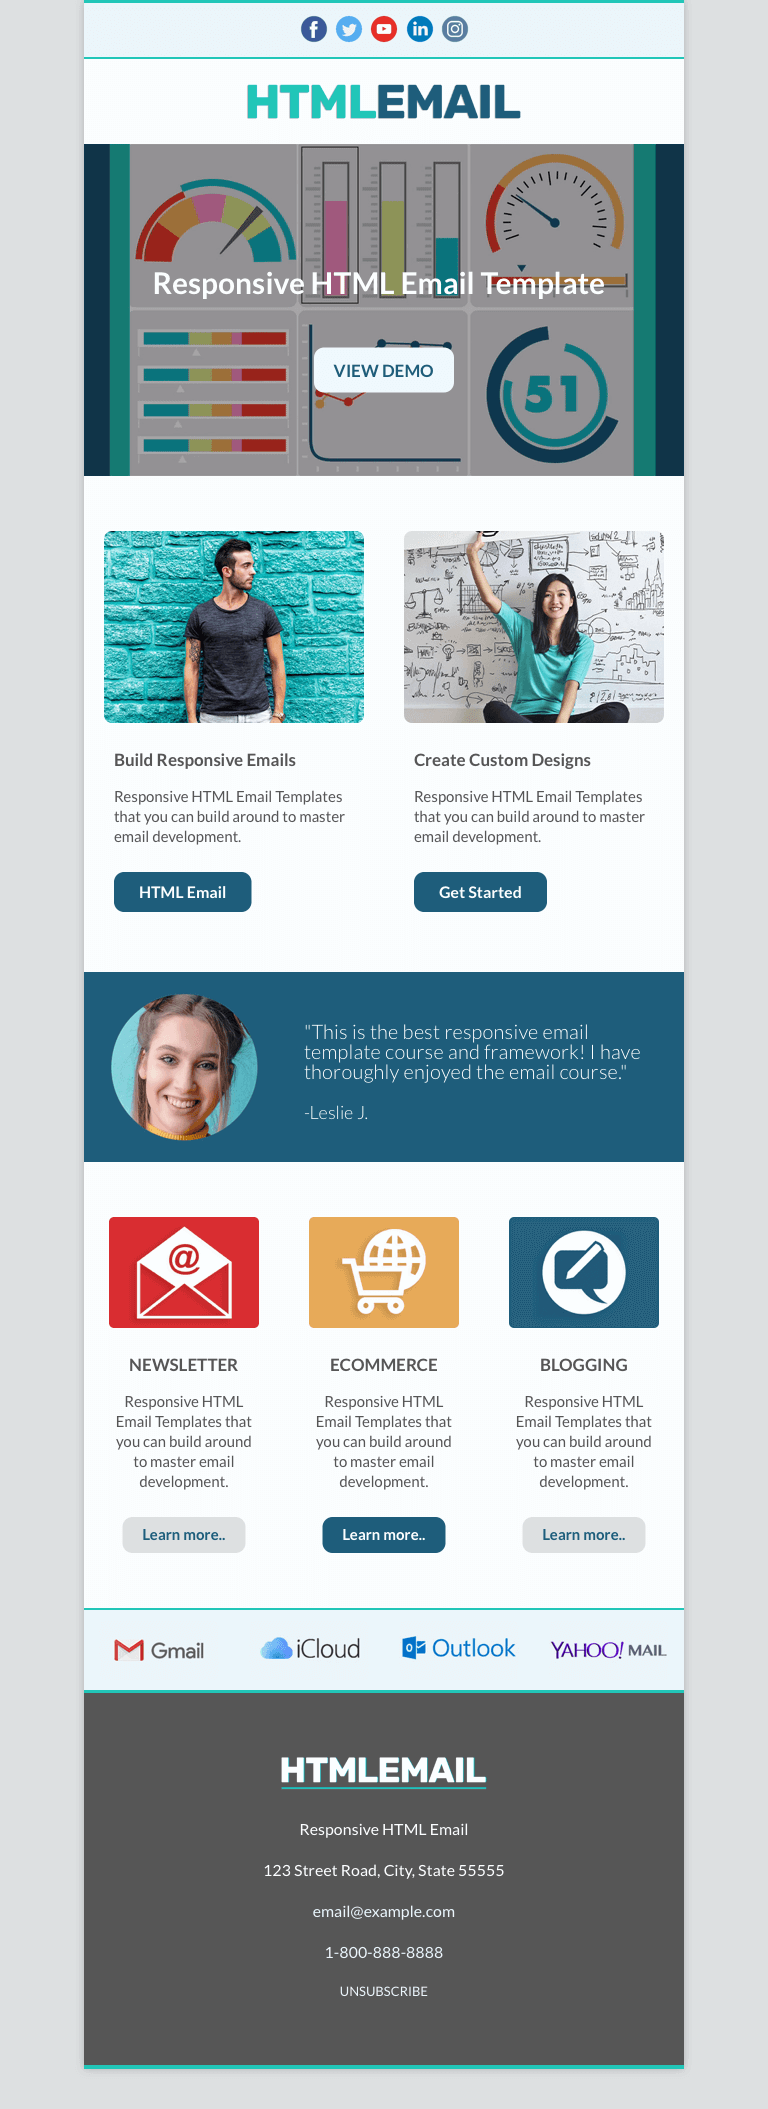 HTMLEMAIL
Responsive HTML Email Template
VIEW DEMO
51
Build Responsive Emails
Responsive HTML Email Templates
that you can build around to master
email development.
HTML Email
Create Custom Designs
Responsive HTML Email Templates
that you can build around to master
email development.
Get Started
"This is the best responsive email
template course and framework! I have
thoroughly enjoyed the email course."
-Leslie J.
@
NEWSLETTER
Responsive HTML
Email Templates that
you can build around
to master email
development.
Learn more..
ECOMMERCE
Responsive HTML
Email Templates that
you can build around
to master email
development.
Learn more..
BLOGGING
Responsive HTML
Email Templates that
you can build around
to master email
development.
Learn more..
Gmail
iCloud
Outlook
YAHOO! MAIL
HTMLEMAIL
Responsive HTML Email
123 Street Road, City, State 55555
email@example.com
1-800-888-8888
UNSUBSCRIBE